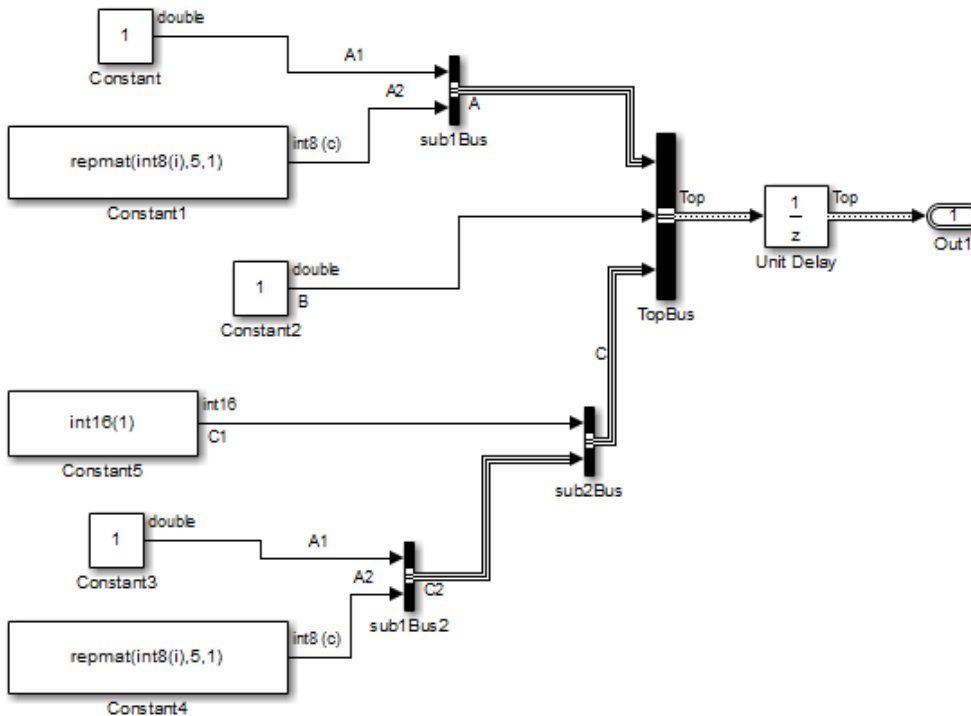 double
1
A1
Constant
A2
A
sub1Bus
int8 (c)
repmat(int8(i),5,1)
Constant1
Top
1
z
Top
1
Out1
Unit Delay
double
1
B
Constant2
TopBus
C
int16
int16(1)
C1
Constant5
sub2Bus
double
1
A1
Constant3
A2
C2
sub1Bus2
int8 (c)
repmat(int8(i),5,1)
Constant4